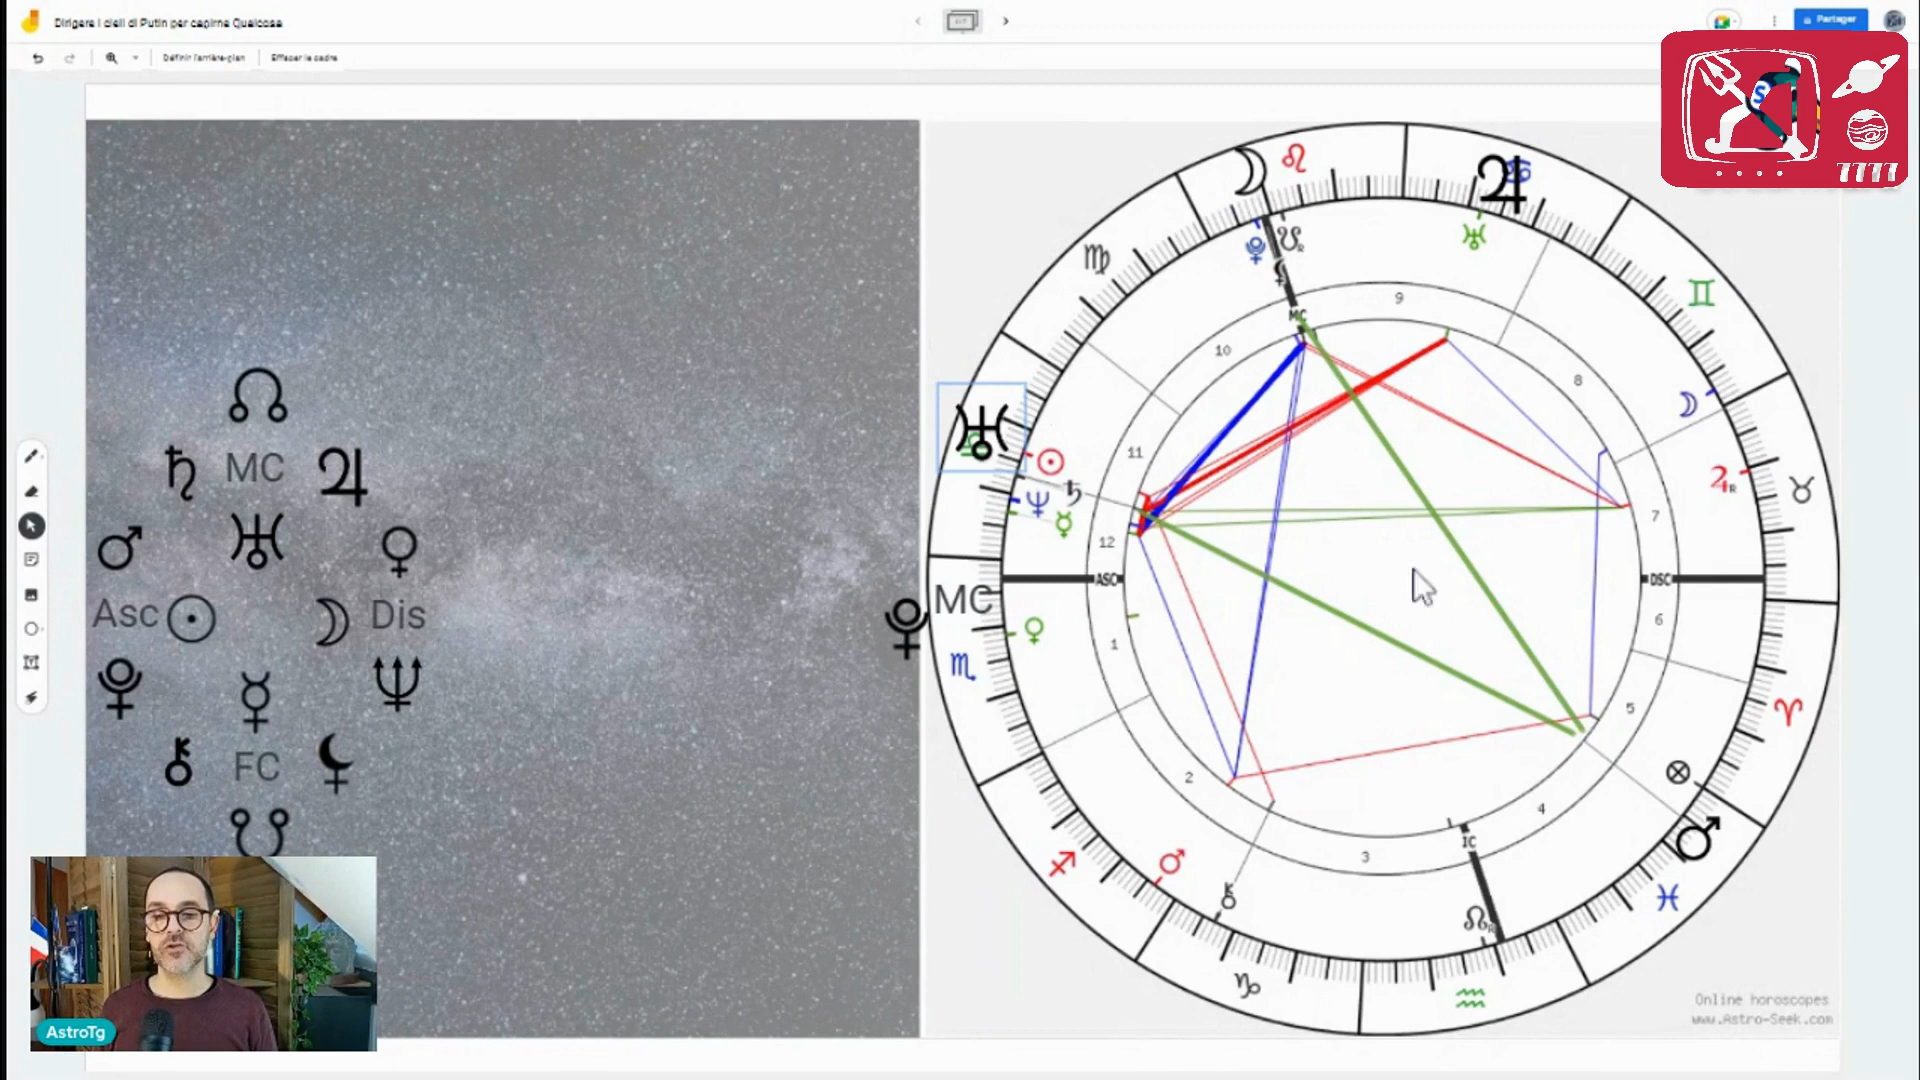 Dirigere i cieli di Putin per capirne Qualcosa
Partager
Définir l'arrière-plan
Effacer le cadre
S
MC
Asc
Dis
FC
AstroTg
MC
MC
9
10
8
11
7
12
ASC
DSC
6
1
5
2
4
3
IC
R
R
R
Online horoscopes
www.Astro-Seek.com